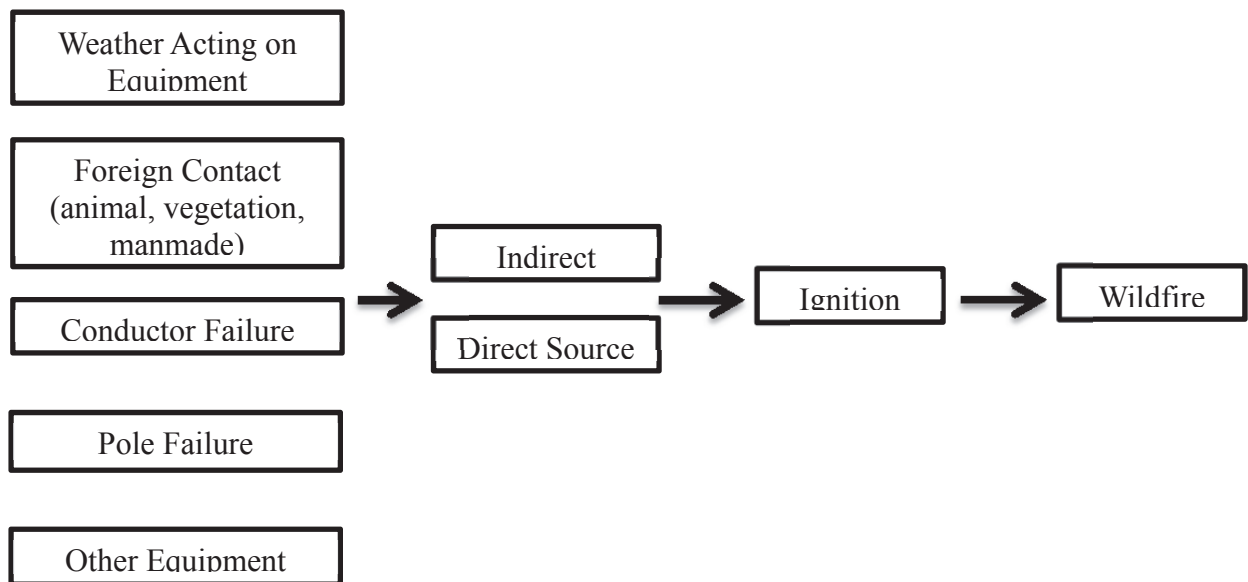 Weather Acting on
Equipment
Foreign Contact
(animal, vegetation,
manmade)
Conductor Failure
Pole Failure
Other Equipment
Indirect
Direct Source
Ignition
Wildfire